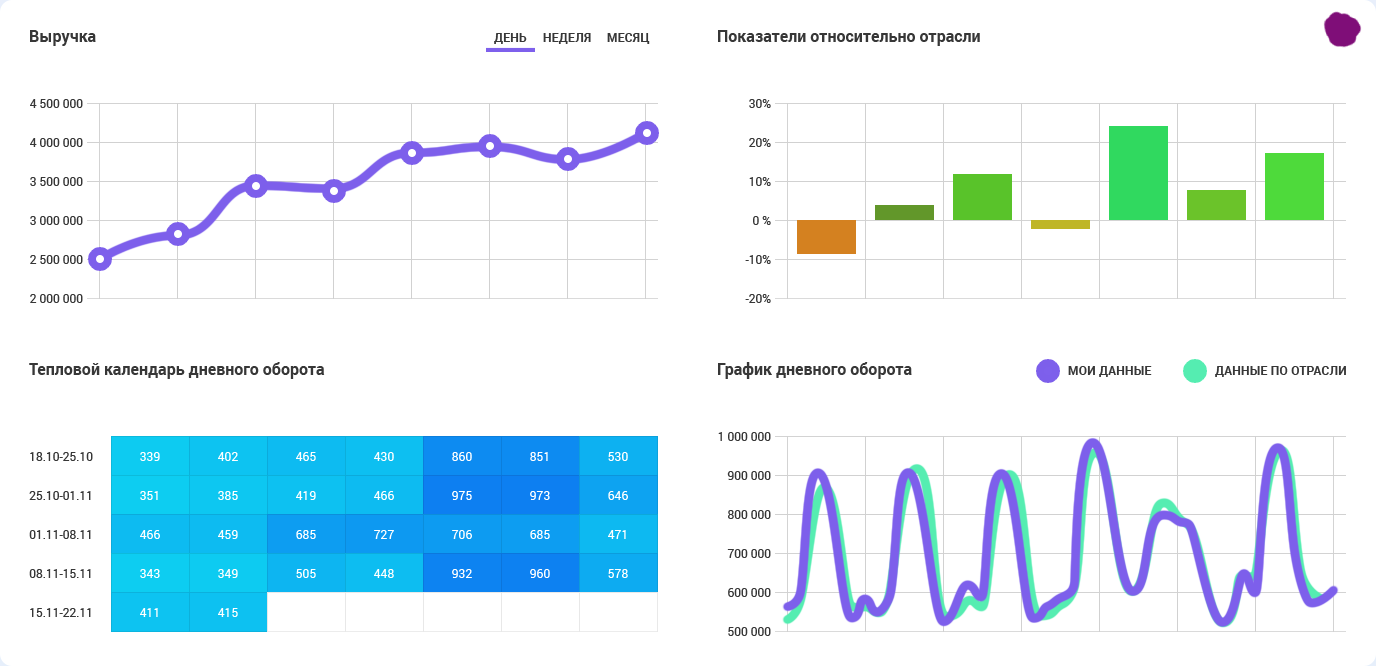 Выручка
ДЕНЬ НЕДЕЛЯ МЕСЯЦ
4 500 000
4 000 000
3 500 000
3 000 000
2 500 000
2 000 000
Показатели относительно отрасли
30%
20%
10%
0 %
-10%
-20%
Тепловой календарь дневного оборота
18.10-25.10 339 402 465 430 860 851 530
25.10-01.11 351 385 419 466 975 973 646
01.11-08.11 466 459 685 727 706 685 471
08.11-15.11 343 349 505 448 932 960 578
15.11-22.11 411 415
График дневного оборота
МОИ ДАННЫЕ ДАННЫЕ ПО ОТРАСЛИ
1 000 000
900 000
800 000
700 000
600 000
500 000